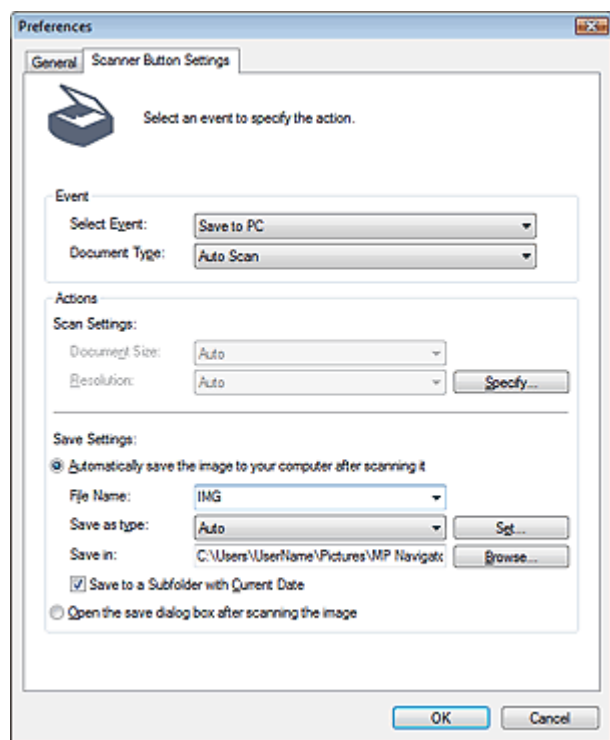 Preferences
General Scanner Button Settings
Select an event to specify the action.
Event
Select Event: Save to PC
Document Type: Auto Scan
Actions
Scan Settings:
Document Size: Auto
Resolution: Auto Specify...
Save Settings:
Automatically save the image to your computer after scanning it
File Name: IMG
Save as type: Auto Set...
Save in: C:\Users\UserName\Pictures\MP Navigato Browse...
Save to a Subfolder with Current Date
Open the save dialog box after scanning the image
OK Cancel